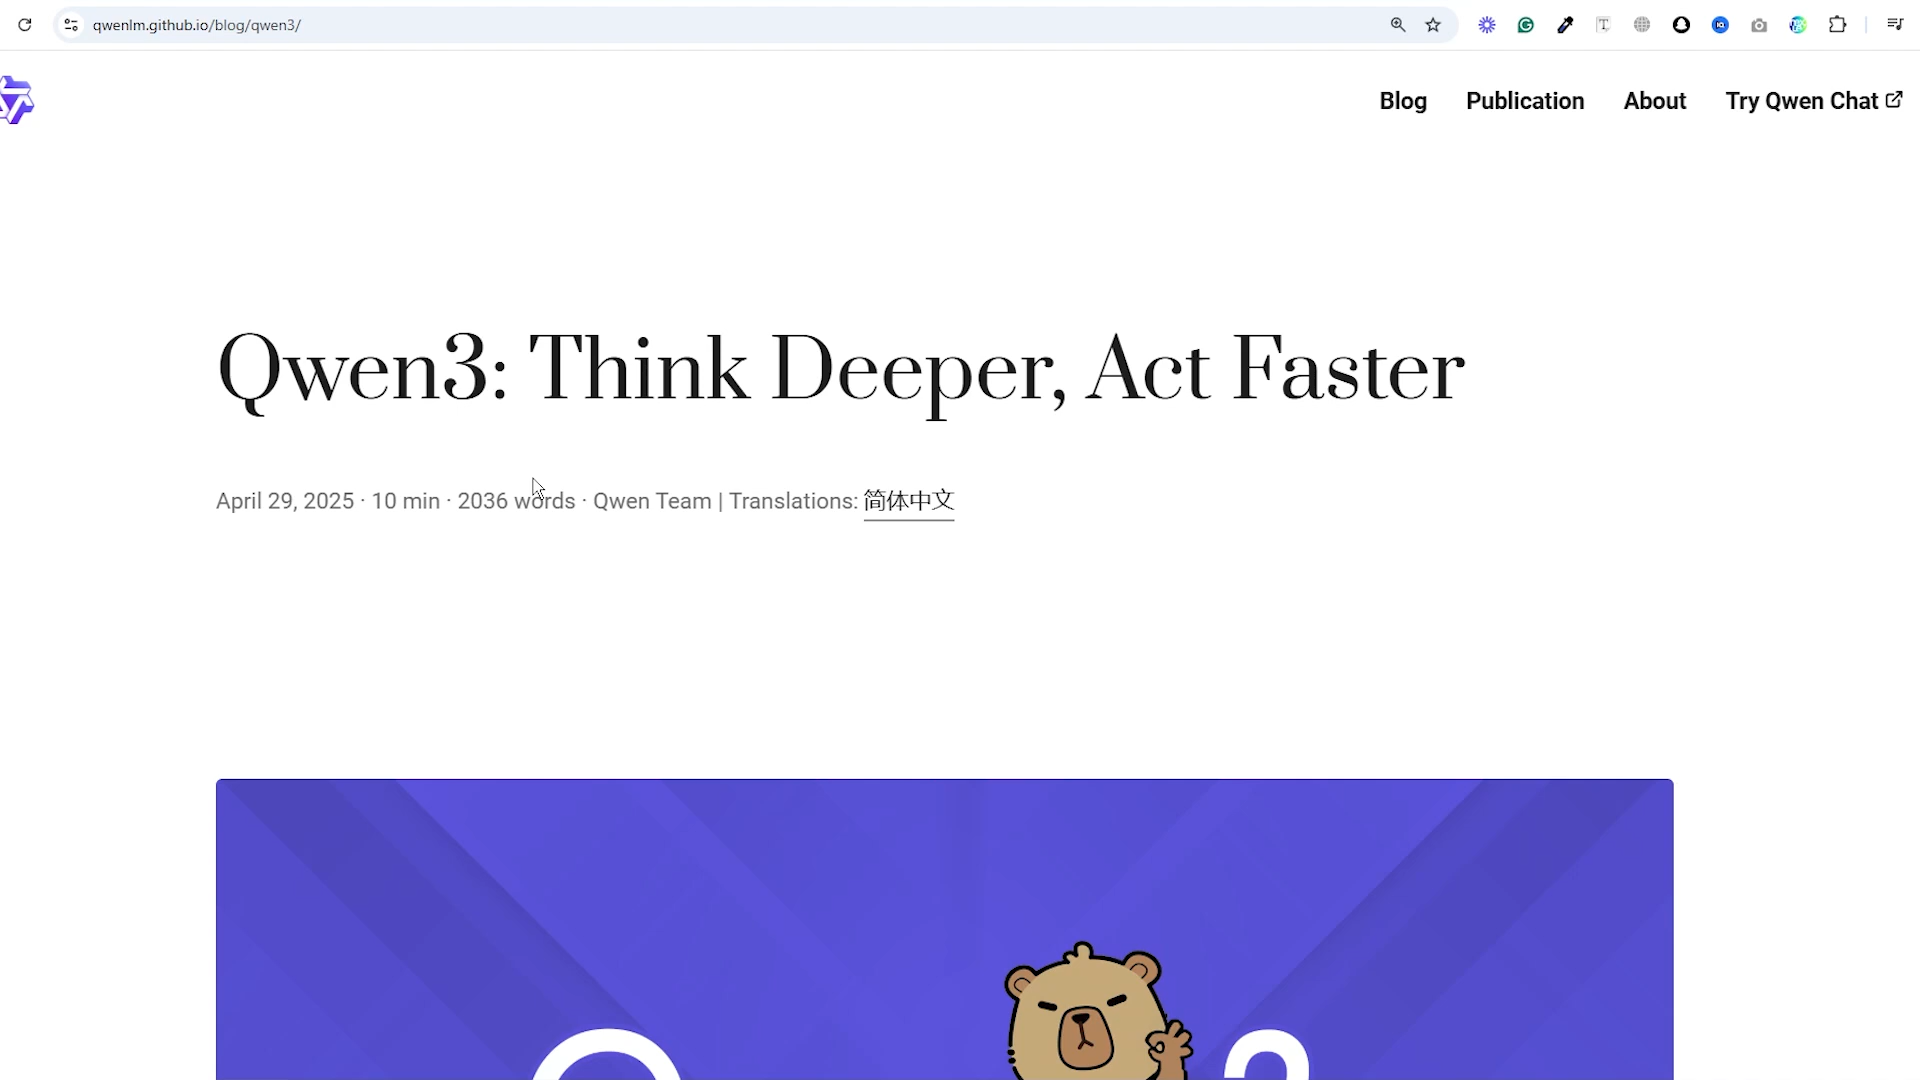 qwenlm.github.io/blog/qwen3/
Blog Publication About Try Qwen Chat
Qwen3: Think Deeper, Act Faster
April 29, 2025 · 10 min · 2036 words · Qwen Team | Translations: 简体中文